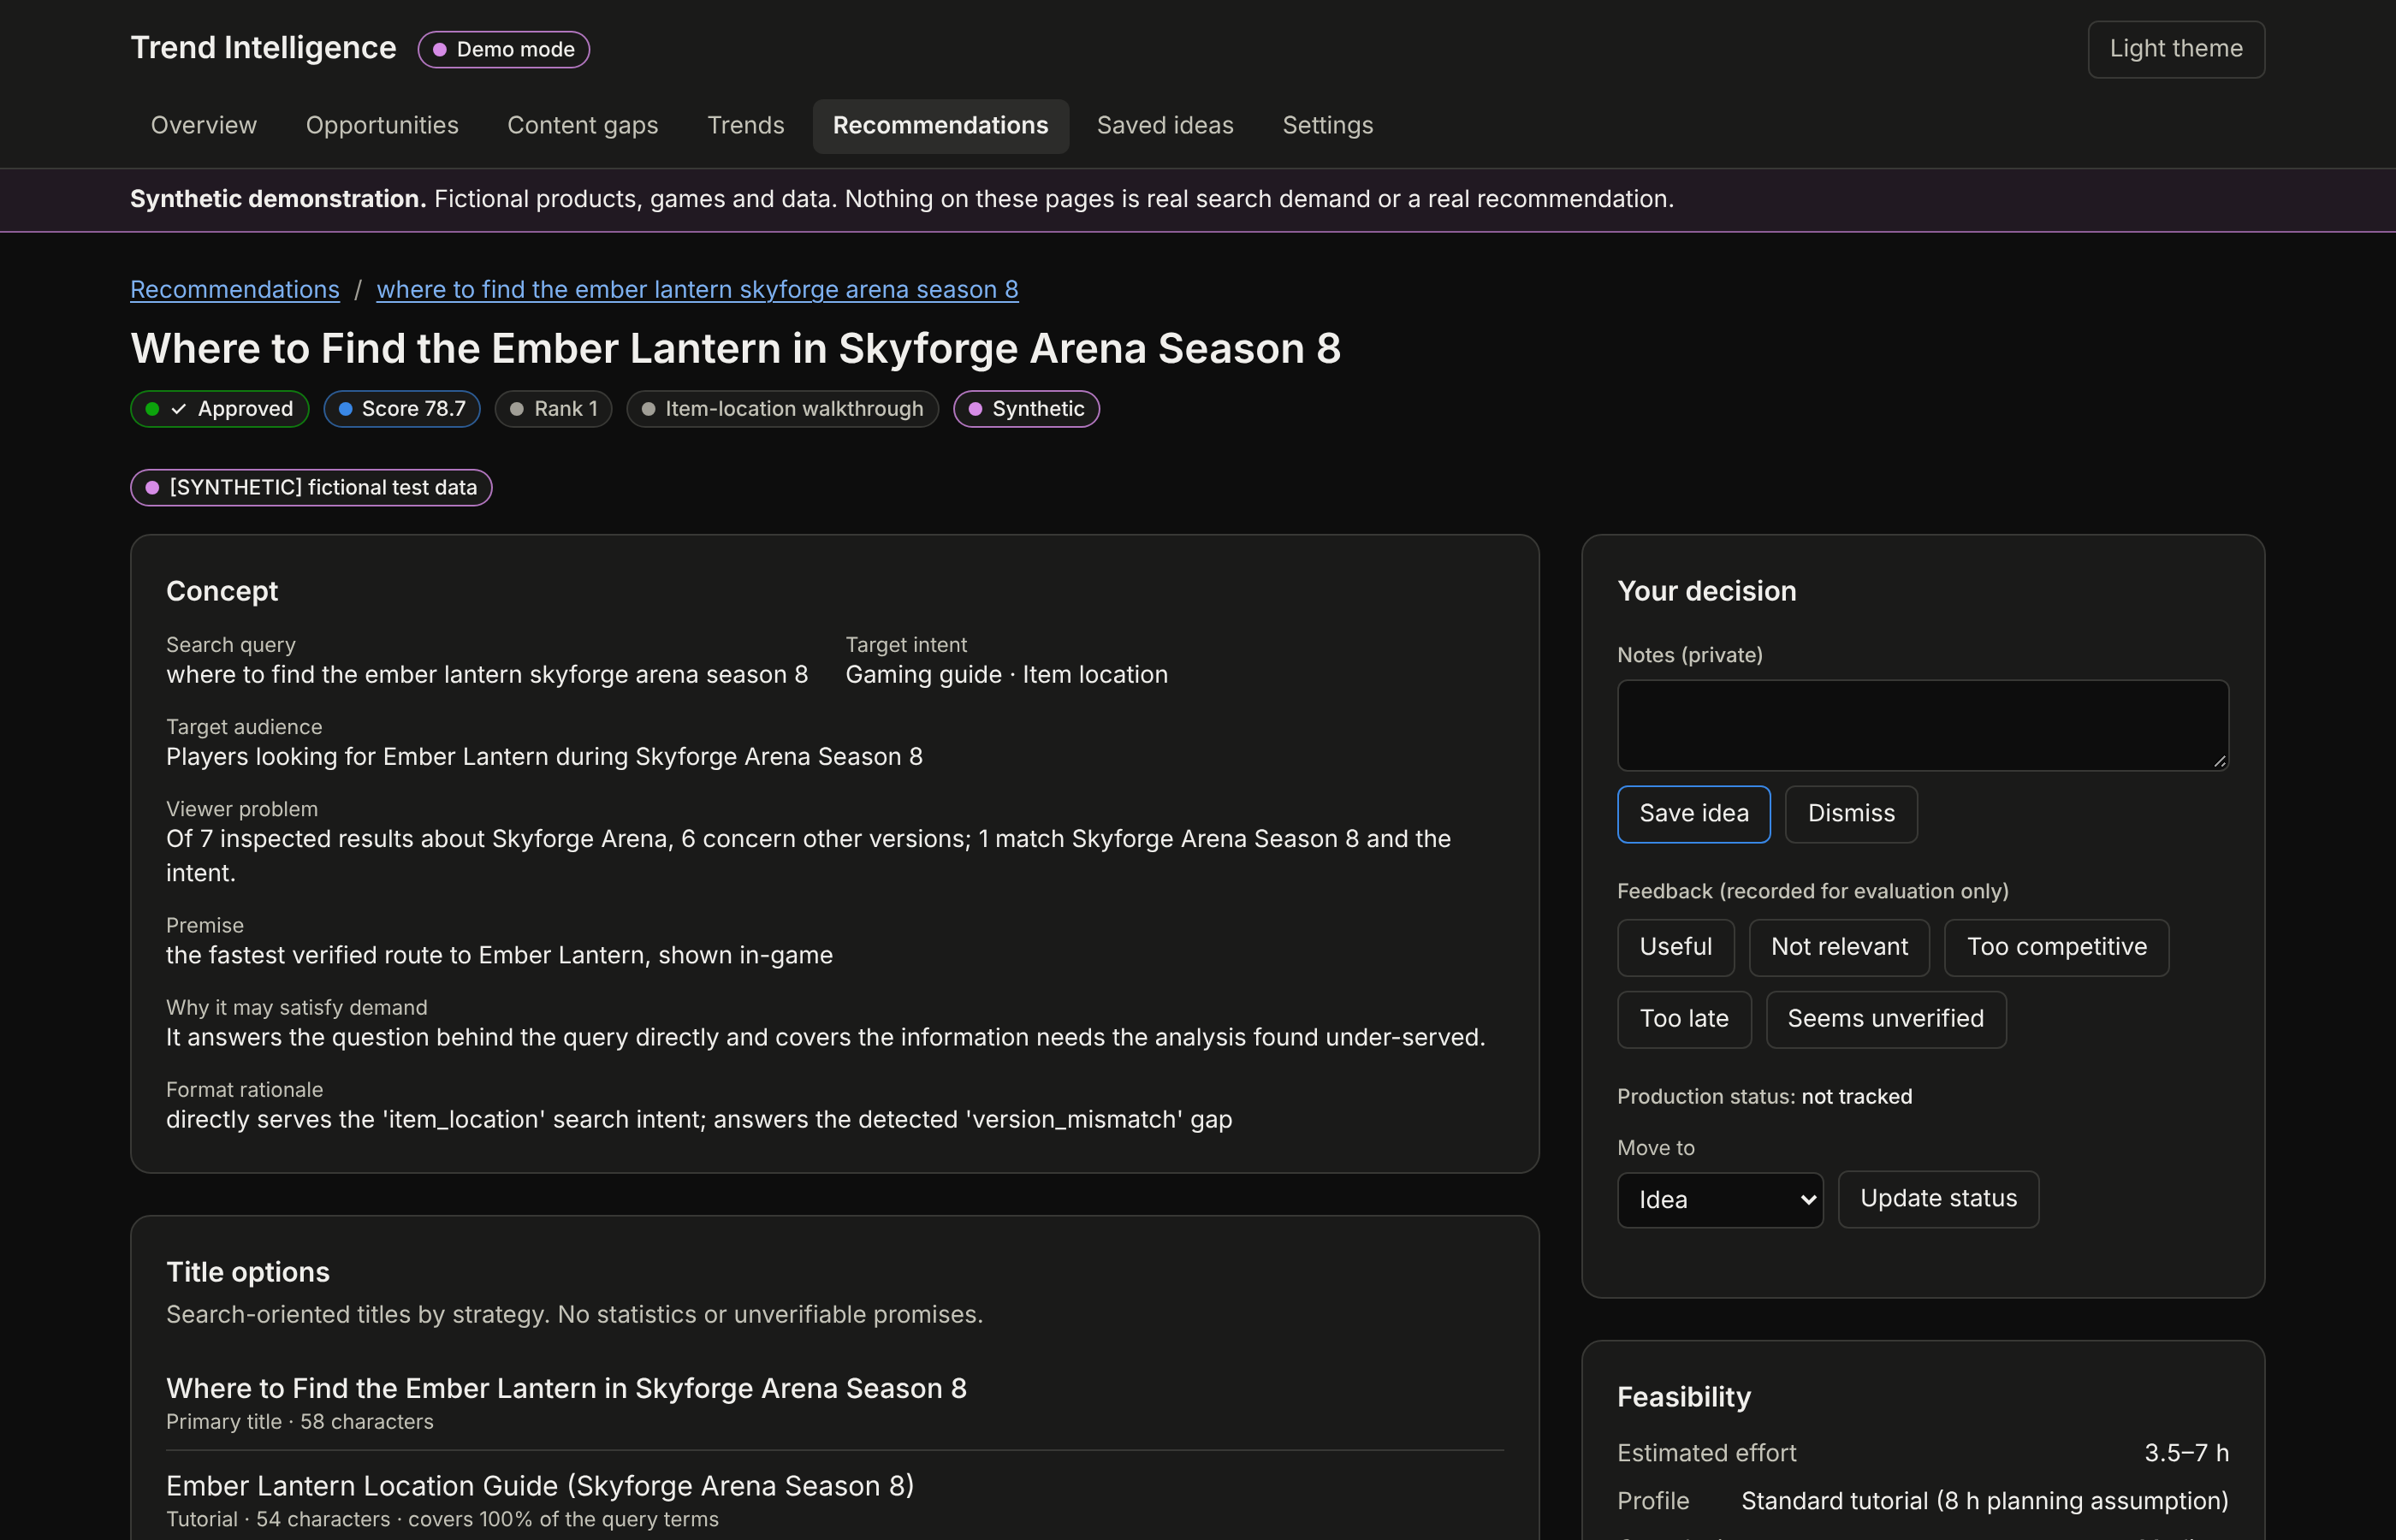 Trend Intelligence
Demo mode
Light theme
Overview
Opportunities
Content gaps
Trends
Recommendations
Saved ideas
Settings
Synthetic demonstration. Fictional products, games and data. Nothing on these pages is real search demand or a real recommendation.
Recommendations / where to find the ember lantern skyforge arena season 8
Where to Find the Ember Lantern in Skyforge Arena Season 8
✓ Approved
Score 78.7
Rank 1
Item-location walkthrough
Synthetic
[SYNTHETIC] fictional test data
Concept
Search query
where to find the ember lantern skyforge arena season 8
Target intent
Gaming guide · Item location
Target audience
Players looking for Ember Lantern during Skyforge Arena Season 8
Viewer problem
Of 7 inspected results about Skyforge Arena, 6 concern other versions; 1 match Skyforge Arena Season 8 and the
intent.
Premise
the fastest verified route to Ember Lantern, shown in-game
Why it may satisfy demand
It answers the question behind the query directly and covers the information needs the analysis found under-served.
Format rationale
directly serves the 'item_location' search intent; answers the detected 'version_mismatch' gap
Title options
Search-oriented titles by strategy. No statistics or unverifiable promises.
Where to Find the Ember Lantern in Skyforge Arena Season 8
Primary title · 58 characters
Ember Lantern Location Guide (Skyforge Arena Season 8)
Tutorial · 54 characters · covers 100% of the query terms
Your decision
Notes (private)
Save idea
Dismiss
Feedback (recorded for evaluation only)
Useful
Not relevant
Too competitive
Too late
Seems unverified
Production status: not tracked
Move to
Idea
Update status
Feasibility
Estimated effort
3.5–7 h
Profile
Standard tutorial (8 h planning assumption)